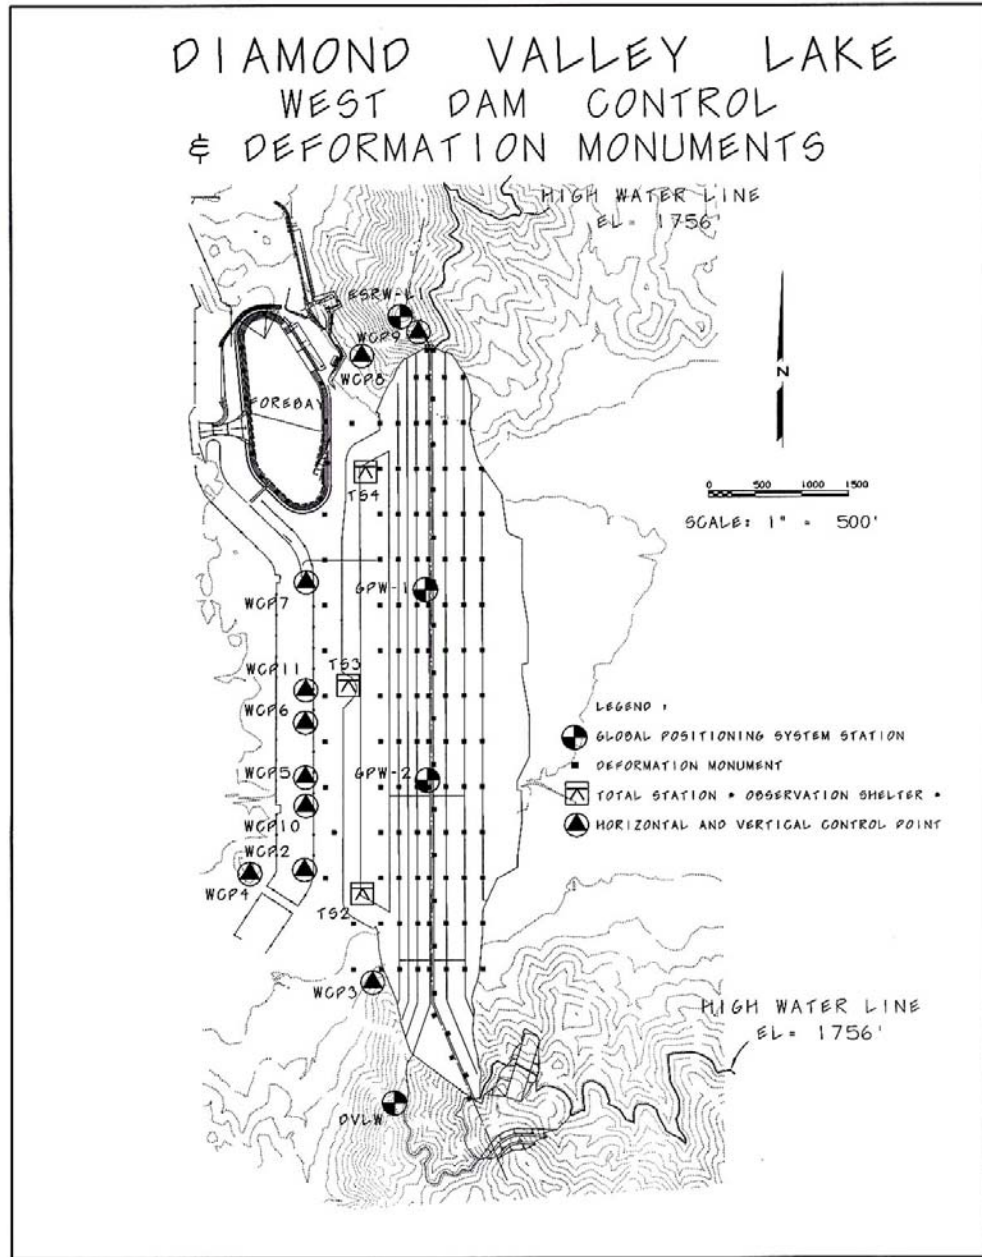 DIAMOND VALLEY LAKE
WEST DAM CONTROL
& DEFORMATION MONUMENTS
HIGH WATER LINE
EL= 1756'
ESRW-L1
WCP9
WCP8
FOREBAY
N
TS4
0 500 1000 1500
SCALE: 1" = 500'
GPW-1
WCP7
WCP11
TS3
WCP6
LEGEND :
GLOBAL POSITIONING SYSTEM STATION
WCP5
GPW-2
DEFORMATION MONUMENT
TOTAL STATION * OBSERVATION SHELTER *
WCP10
HORIZONTAL AND VERTICAL CONTROL POINT
WCP2
WCP4
TS2
WCP3
HIGH WATER LINE
EL= 1756'
DVLW